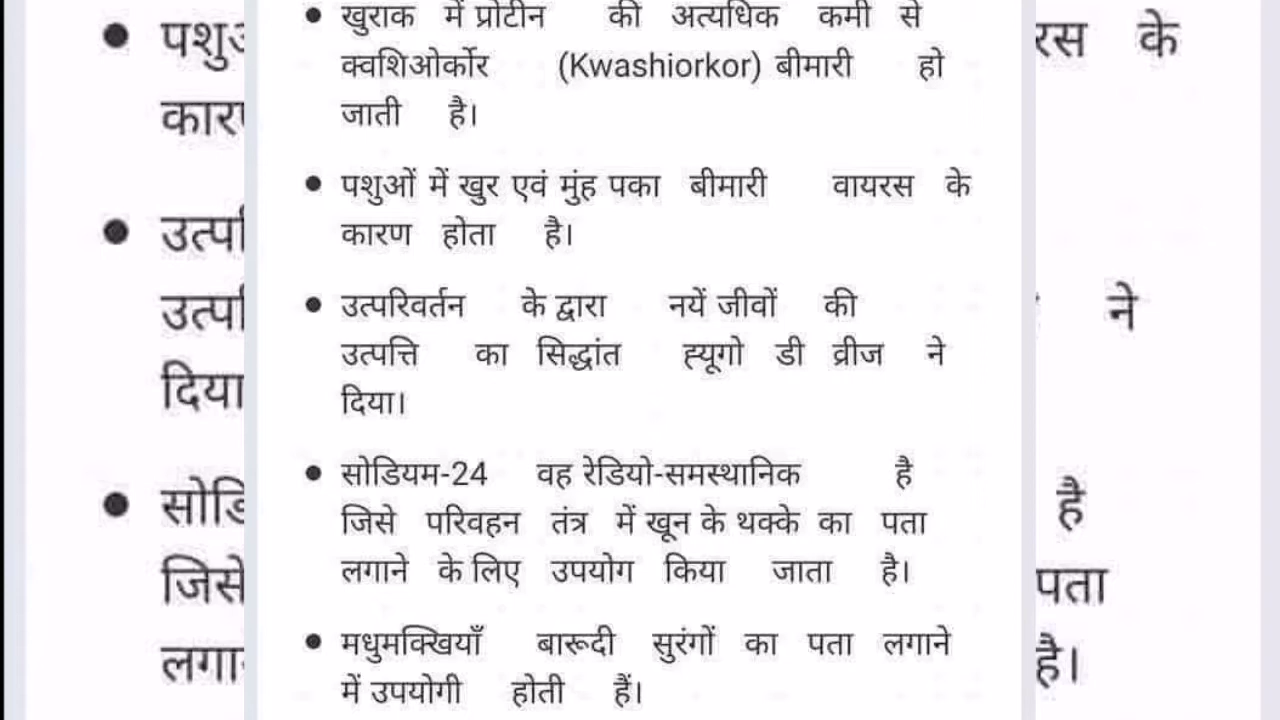 • खुराक में प्रोटीन की अत्यधिक कमी से
क्वशिओर्कोर (Kwashiorkor) बीमारी हो
जाती है।
• पशुओं में खुर एवं मुंह पका बीमारी वायरस के
कारण होता है।
• उत्परिवर्तन के द्वारा नयें जीवों की
उत्पत्ति का सिद्धांत ह्यूगो डी व्रीज ने
दिया।
• सोडियम-24 वह रेडियो-समस्थानिक है
जिसे परिवहन तंत्र में खून के थक्के का पता
लगाने के लिए उपयोग किया जाता है।
• मधुमक्खियाँ बारूदी सुरंगों का पता लगाने
में उपयोगी होती हैं।